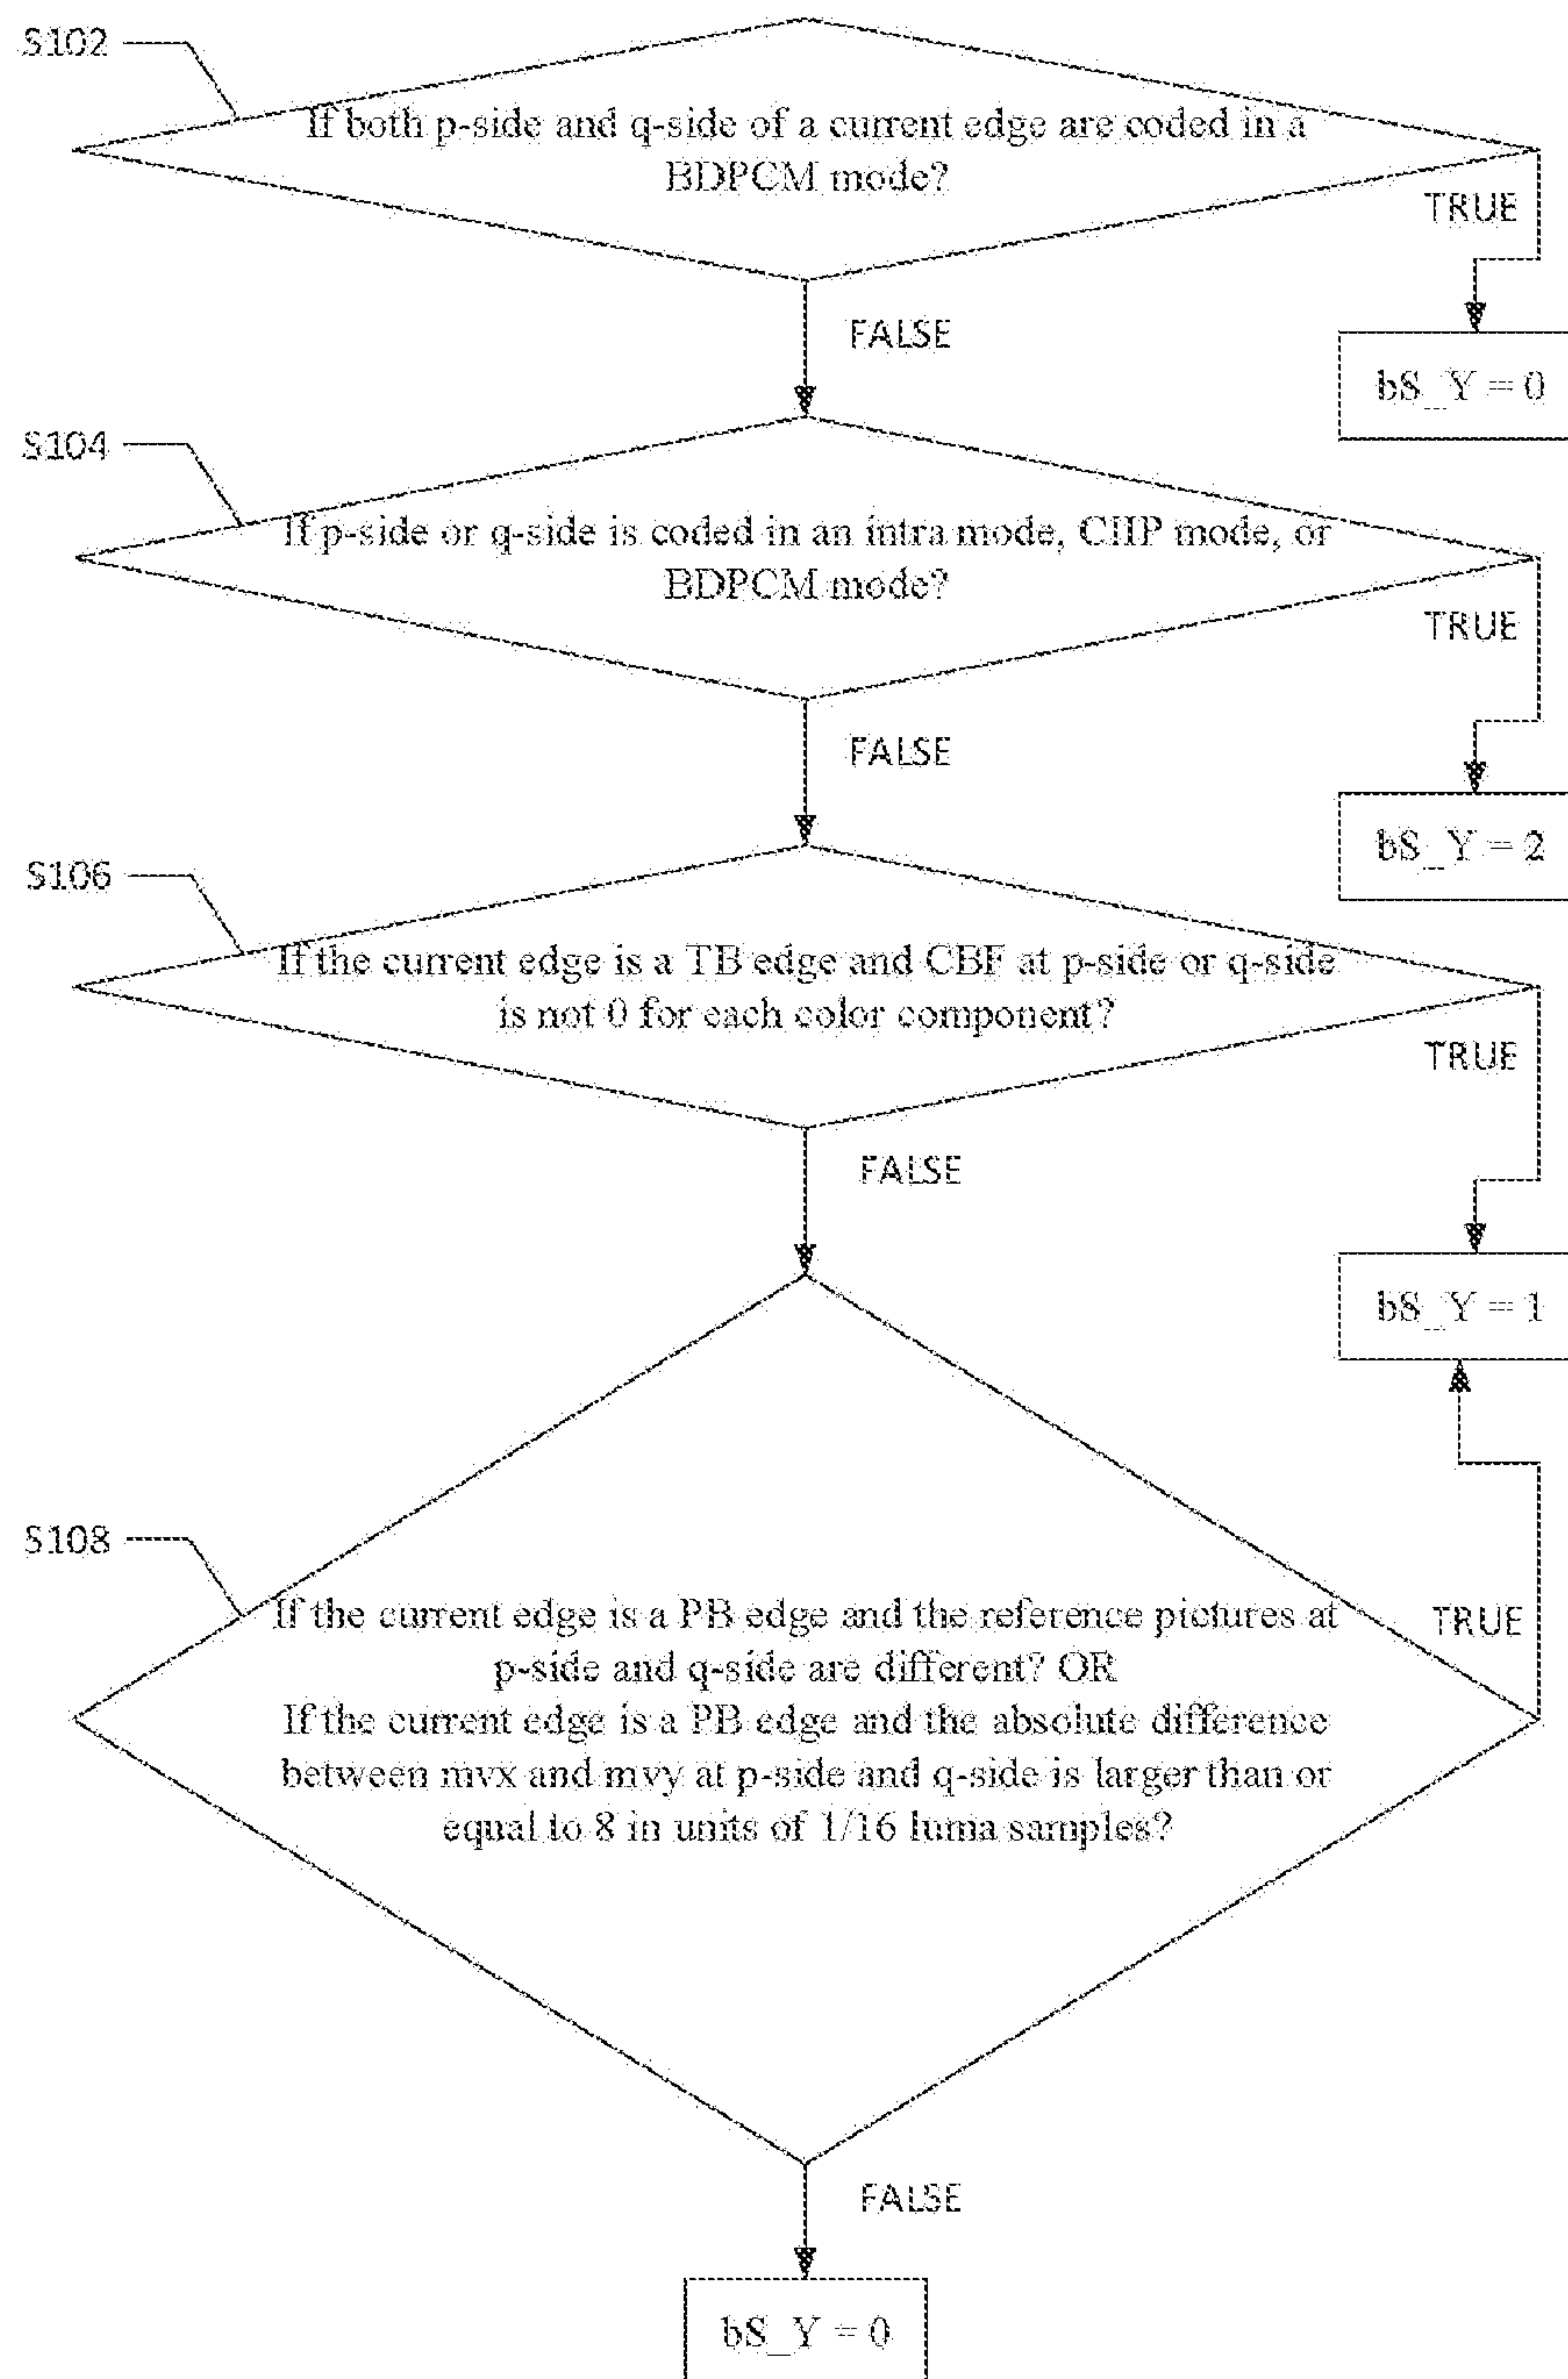 S102
If both p-side and q-side of a current edge are coded in a
BDPCM mode?
TRUE
FALSE
bS_Y = 0
S104
If p-side or q-side is coded in an intra mode, CIIP mode, or
BDPCM mode?
TRUE
FALSE
bS_Y = 2
S106
If the current edge is a TB edge and CBF at p-side or q-side
is not 0 for each color component?
TRUE
FALSE
bS_Y = 1
S108
If the current edge is a PB edge and the reference pictures at
p-side and q-side are different? OR
If the current edge is a PB edge and the absolute difference
between mvx and mvy at p-side and q-side is larger than or
equal to 8 in units of 1/16 luma samples?
TRUE
FALSE
bS_Y = 0